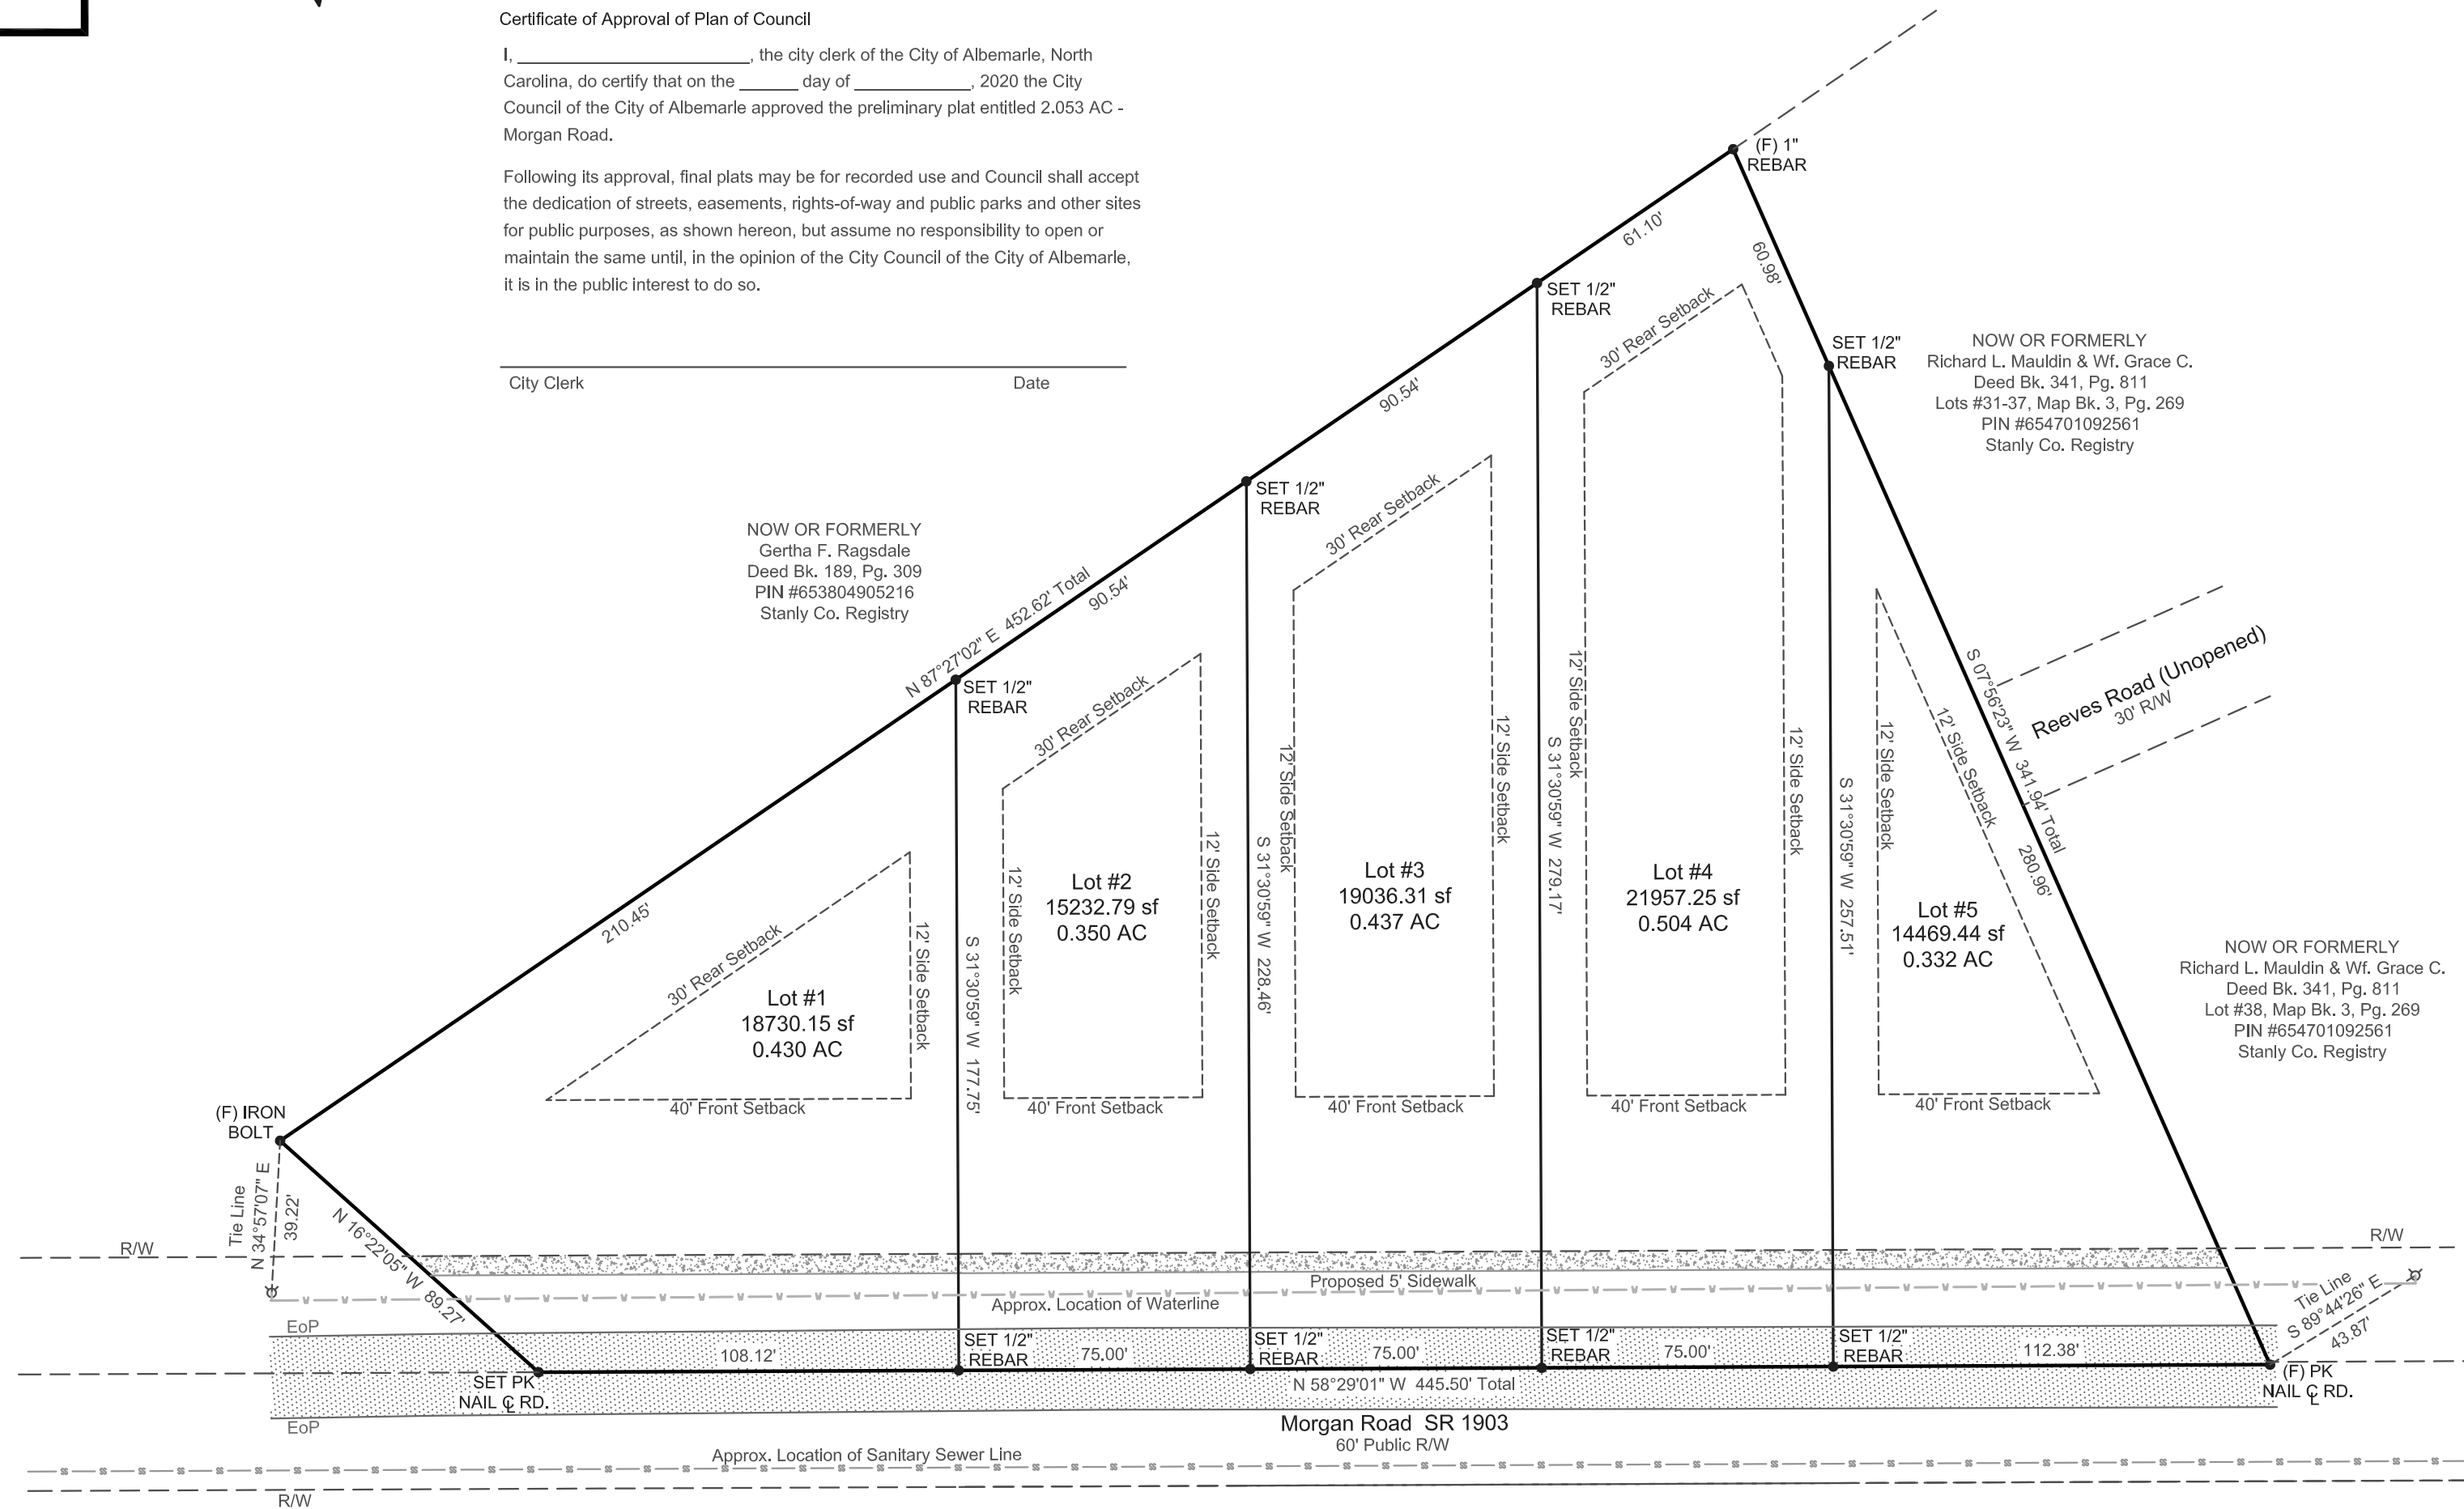 Certificate of Approval of Plan of Council
I, ________________________, the city clerk of the City of Albemarle, North
Carolina, do certify that on the ______ day of ____________, 2020 the City
Council of the City of Albemarle approved the preliminary plat entitled 2.053 AC -
Morgan Road.
Following its approval, final plats may be for recorded use and Council shall accept
the dedication of streets, easements, rights-of-way and public parks and other sites
for public purposes, as shown hereon, but assume no responsibility to open or
maintain the same until, in the opinion of the City Council of the City of Albemarle,
it is in the public interest to do so.
City Clerk
Date
(F) 1"
REBAR
61.10'
60.98'
SET 1/2"
REBAR
30' Rear Setback
SET 1/2"
REBAR
NOW OR FORMERLY
Richard L. Mauldin & Wf. Grace C.
Deed Bk. 341, Pg. 811
Lots #31-37, Map Bk. 3, Pg. 269
PIN #654701092561
Stanly Co. Registry
90.54'
SET 1/2"
REBAR
30' Rear Setback
NOW OR FORMERLY
Gertha F. Ragsdale
Deed Bk. 189, Pg. 309
PIN #653804905216
Stanly Co. Registry
N 87°27'02" E 452.62' Total
90.54'
SET 1/2"
REBAR
30' Rear Setback
210.45'
30' Rear Setback
Lot #1
18730.15 sf
0.430 AC
12' Side Setback
40' Front Setback
S 31°30'59" W 177.75'
12' Side Setback
Lot #2
15232.79 sf
0.350 AC
12' Side Setback
40' Front Setback
S 31°30'59" W 228.46'
12' Side Setback
Lot #3
19036.31 sf
0.437 AC
12' Side Setback
40' Front Setback
S 31°30'59" W 279.17'
12' Side Setback
Lot #4
21957.25 sf
0.504 AC
12' Side Setback
40' Front Setback
S 31°30'59" W 257.51'
12' Side Setback
Lot #5
14469.44 sf
0.332 AC
12' Side Setback
40' Front Setback
S 07°56'23" W 341.94' Total
280.96'
Reeves Road (Unopened)
30' R/W
NOW OR FORMERLY
Richard L. Mauldin & Wf. Grace C.
Deed Bk. 341, Pg. 811
Lot #38, Map Bk. 3, Pg. 269
PIN #654701092561
Stanly Co. Registry
(F) IRON
BOLT
Tie Line
N 34°57'07" E
39.22'
N 16°22'05" W 89.27'
R/W
R/W
Proposed 5' Sidewalk
Approx. Location of Waterline
Tie Line
S 89°44'26" E
43.87'
EoP
108.12'
SET 1/2"
REBAR
75.00'
SET 1/2"
REBAR
75.00'
SET 1/2"
REBAR
75.00'
SET 1/2"
REBAR
112.38'
SET PK
NAIL ℄ RD.
N 58°29'01" W 445.50' Total
(F) PK
NAIL ℄ RD.
EoP
Morgan Road SR 1903
60' Public R/W
Approx. Location of Sanitary Sewer Line
R/W